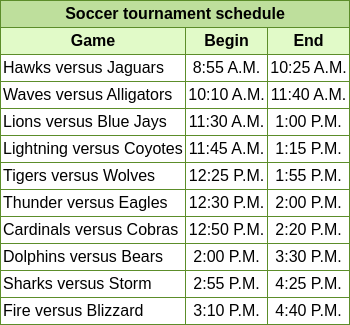 Soccer tournament schedule
Game Begin End
Hawks versus Jaguars 8:55 A.M. 10:25 A.M.
Waves versus Alligators 10:10 A.M. 11:40 A.M.
Lions versus Blue Jays 11:30 A.M. 1:00 P.M.
Lightning versus Coyotes 11:45 A.M. 1:15 P.M.
Tigers versus Wolves 12:25 P.M. 1:55 P.M.
Thunder versus Eagles 12:30 P.M. 2:00 P.M.
Cardinals versus Cobras 12:50 P.M. 2:20 P.M.
Dolphins versus Bears 2:00 P.M. 3:30 P.M.
Sharks versus Storm 2:55 P.M. 4:25 P.M.
Fire versus Blizzard 3:10 P.M. 4:40 P.M.